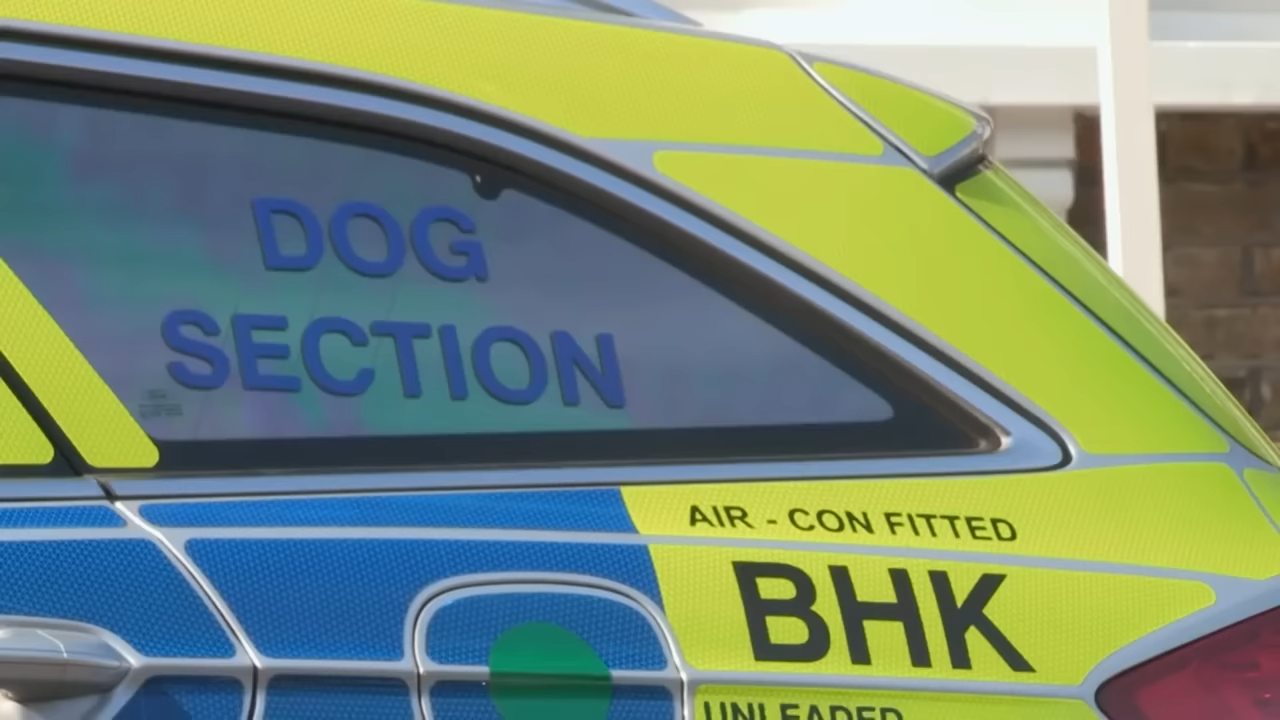 DOG
SECTION
AIR - CON FITTED
BHK
UNLEADED